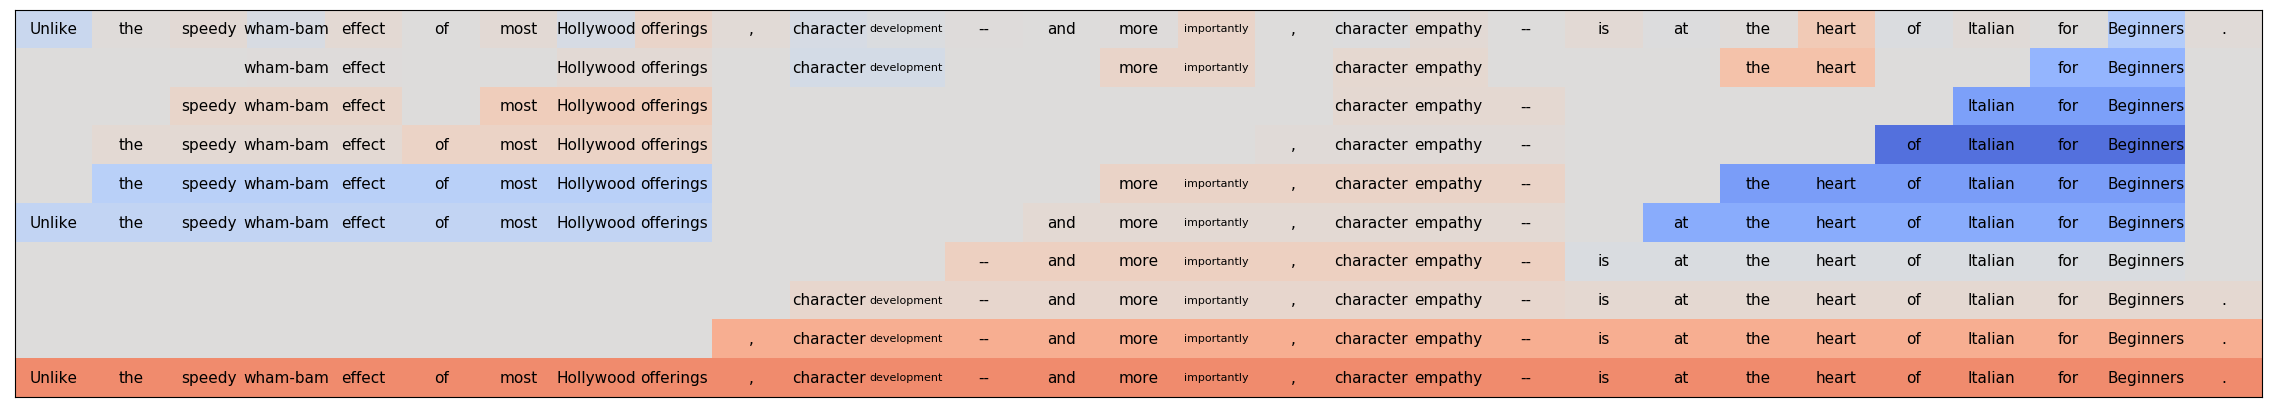 Unlike the speedy wham-bam effect of most Hollywood offerings , character development -- and more importantly , character empathy -- is at the heart of Italian for Beginners .
wham-bam effect Hollywood offerings character development more importantly character empathy the heart for Beginners
speedy wham-bam effect most Hollywood offerings character empathy -- Italian for Beginners
the speedy wham-bam effect of most Hollywood offerings , character empathy -- of Italian for Beginners
the speedy wham-bam effect of most Hollywood offerings more importantly , character empathy -- the heart of Italian for Beginners
Unlike the speedy wham-bam effect of most Hollywood offerings and more importantly , character empathy -- at the heart of Italian for Beginners
-- and more importantly , character empathy -- is at the heart of Italian for Beginners
character development -- and more importantly , character empathy -- is at the heart of Italian for Beginners .
, character development -- and more importantly , character empathy -- is at the heart of Italian for Beginners .
Unlike the speedy wham-bam effect of most Hollywood offerings , character development -- and more importantly , character empathy -- is at the heart of Italian for Beginners .